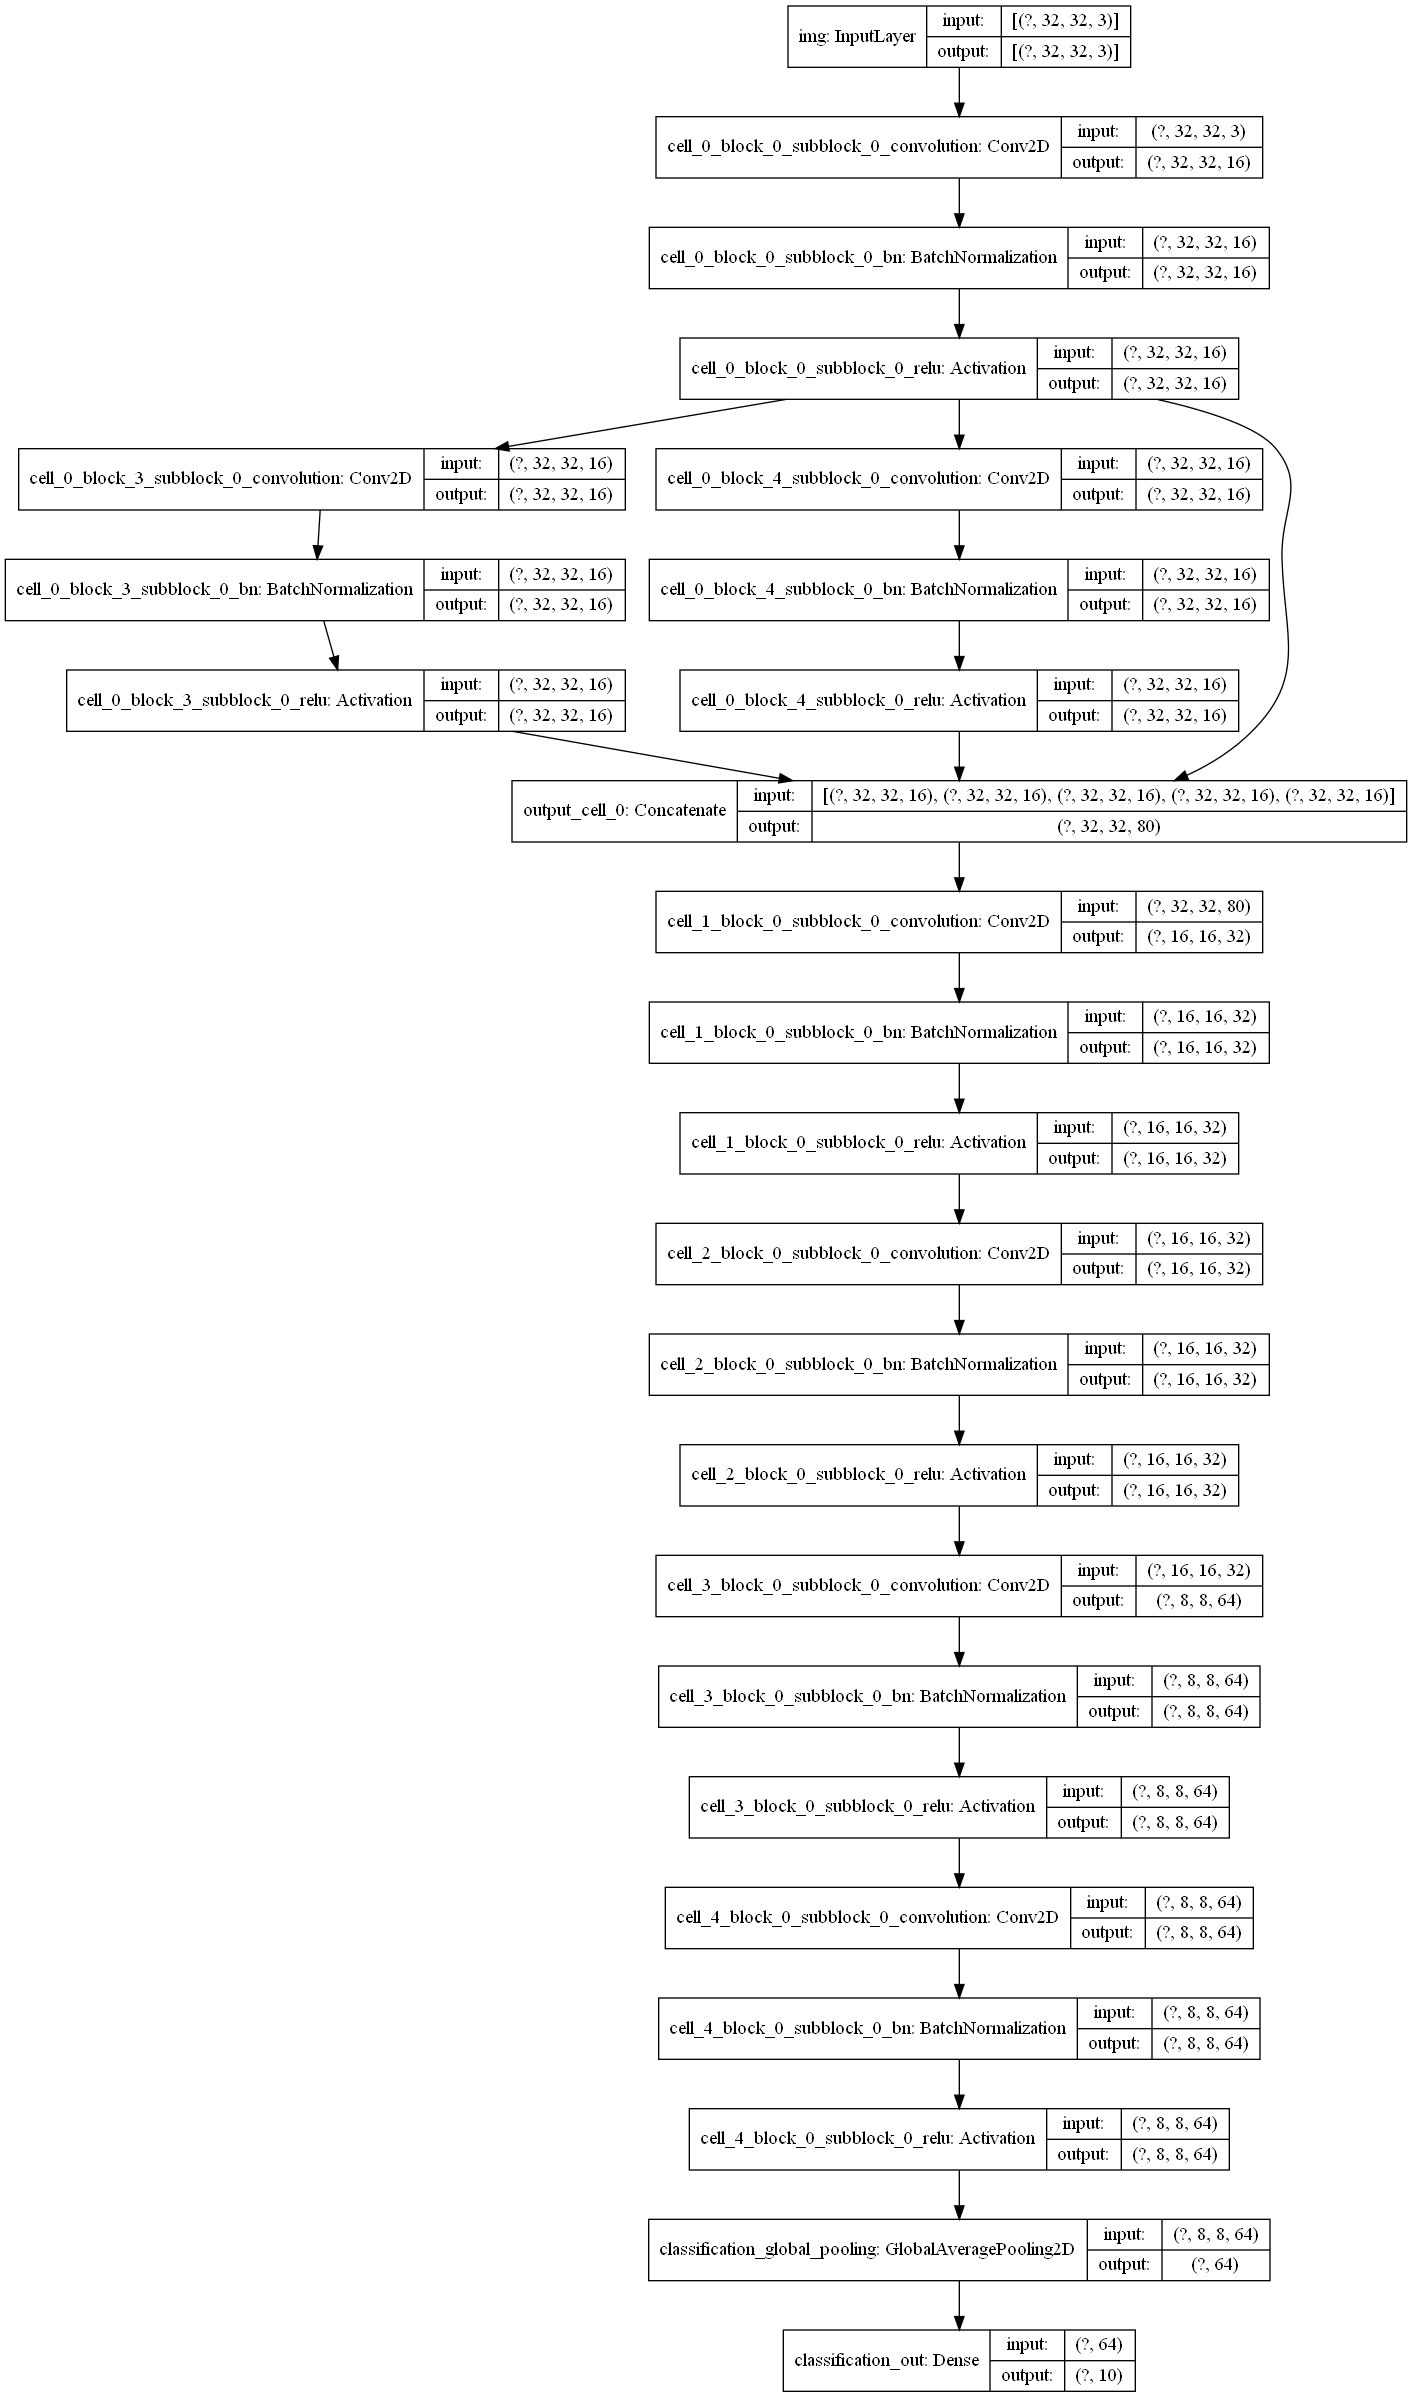 img: InputLayer
input:
[(?, 32, 32, 3)]
output:
[(?, 32, 32, 3)]
cell_0_block_0_subblock_0_convolution: Conv2D
input:
(?, 32, 32, 3)
output:
(?, 32, 32, 16)
cell_0_block_0_subblock_0_bn: BatchNormalization
input:
(?, 32, 32, 16)
output:
(?, 32, 32, 16)
cell_0_block_0_subblock_0_relu: Activation
input:
(?, 32, 32, 16)
output:
(?, 32, 32, 16)
cell_0_block_3_subblock_0_convolution: Conv2D
input:
(?, 32, 32, 16)
output:
(?, 32, 32, 16)
cell_0_block_4_subblock_0_convolution: Conv2D
input:
(?, 32, 32, 16)
output:
(?, 32, 32, 16)
cell_0_block_3_subblock_0_bn: BatchNormalization
input:
(?, 32, 32, 16)
output:
(?, 32, 32, 16)
cell_0_block_4_subblock_0_bn: BatchNormalization
input:
(?, 32, 32, 16)
output:
(?, 32, 32, 16)
cell_0_block_3_subblock_0_relu: Activation
input:
(?, 32, 32, 16)
output:
(?, 32, 32, 16)
cell_0_block_4_subblock_0_relu: Activation
input:
(?, 32, 32, 16)
output:
(?, 32, 32, 16)
output_cell_0: Concatenate
input:
[(?, 32, 32, 16), (?, 32, 32, 16), (?, 32, 32, 16), (?, 32, 32, 16), (?, 32, 32, 16)]
output:
(?, 32, 32, 80)
cell_1_block_0_subblock_0_convolution: Conv2D
input:
(?, 32, 32, 80)
output:
(?, 16, 16, 32)
cell_1_block_0_subblock_0_bn: BatchNormalization
input:
(?, 16, 16, 32)
output:
(?, 16, 16, 32)
cell_1_block_0_subblock_0_relu: Activation
input:
(?, 16, 16, 32)
output:
(?, 16, 16, 32)
cell_2_block_0_subblock_0_convolution: Conv2D
input:
(?, 16, 16, 32)
output:
(?, 16, 16, 32)
cell_2_block_0_subblock_0_bn: BatchNormalization
input:
(?, 16, 16, 32)
output:
(?, 16, 16, 32)
cell_2_block_0_subblock_0_relu: Activation
input:
(?, 16, 16, 32)
output:
(?, 16, 16, 32)
cell_3_block_0_subblock_0_convolution: Conv2D
input:
(?, 16, 16, 32)
output:
(?, 8, 8, 64)
cell_3_block_0_subblock_0_bn: BatchNormalization
input:
(?, 8, 8, 64)
output:
(?, 8, 8, 64)
cell_3_block_0_subblock_0_relu: Activation
input:
(?, 8, 8, 64)
output:
(?, 8, 8, 64)
cell_4_block_0_subblock_0_convolution: Conv2D
input:
(?, 8, 8, 64)
output:
(?, 8, 8, 64)
cell_4_block_0_subblock_0_bn: BatchNormalization
input:
(?, 8, 8, 64)
output:
(?, 8, 8, 64)
cell_4_block_0_subblock_0_relu: Activation
input:
(?, 8, 8, 64)
output:
(?, 8, 8, 64)
classification_global_pooling: GlobalAveragePooling2D
input:
(?, 8, 8, 64)
output:
(?, 64)
classification_out: Dense
input:
(?, 64)
output:
(?, 10)